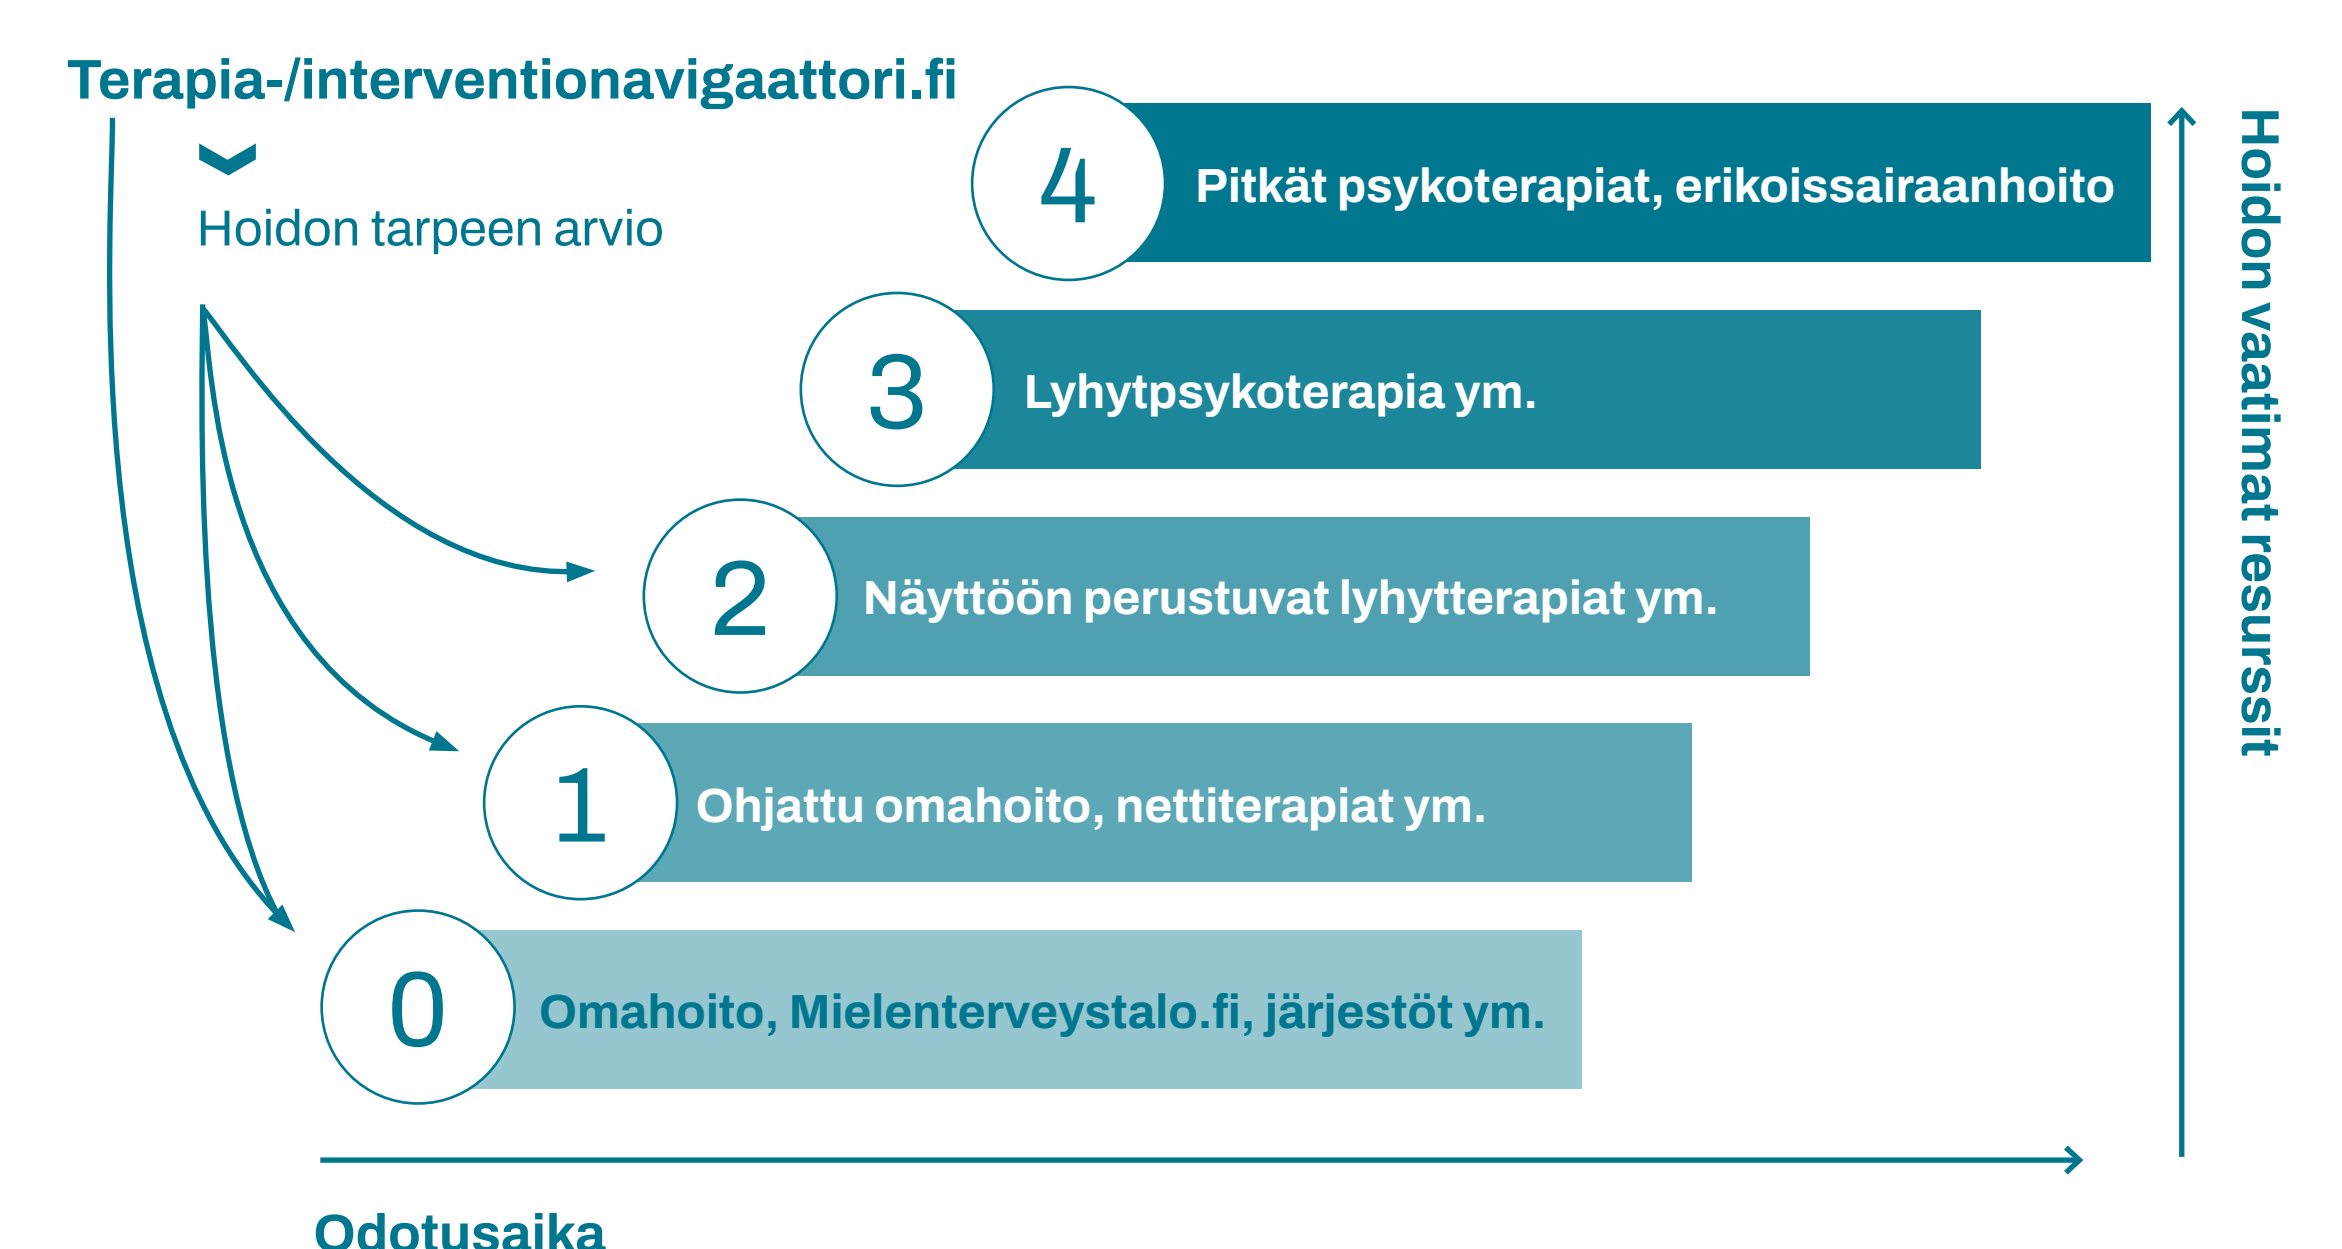 Terapia-/interventionavigaattori.fi
Hoidon tarpeen arvio
4
Pitkät psykoterapiat, erikoissairaanhoito
3
Lyhytpsykoterapia ym.
2
Näyttöön perustuvat lyhytterapiat ym.
1
Ohjattu omahoito, nettiterapiat ym.
0
Omahoito, Mielenterveystalo.fi, järjestöt ym.
Odotusaika
Hoidon vaatimat resurssit